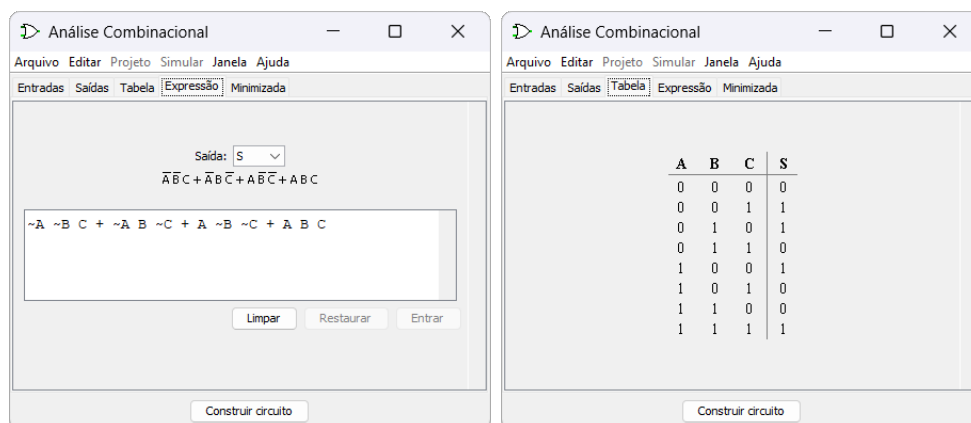 Análise Combinacional
Arquivo Editar Projeto Simular Janela Ajuda
Entradas Saídas Tabela Expressão Minimizada
Saída: S
A̅ B̅ C + A̅ B C̅ + A B̅ C̅ + A B C
~A ~B C + ~A B ~C + A ~B ~C + A B C
Limpar Restaurar Entrar
Construir circuito
Análise Combinacional
Arquivo Editar Projeto Simular Janela Ajuda
Entradas Saídas Tabela Expressão Minimizada
A B C S
0 0 0 0
0 0 1 1
0 1 0 1
0 1 1 0
1 0 0 1
1 0 1 0
1 1 0 0
1 1 1 1
Construir circuito